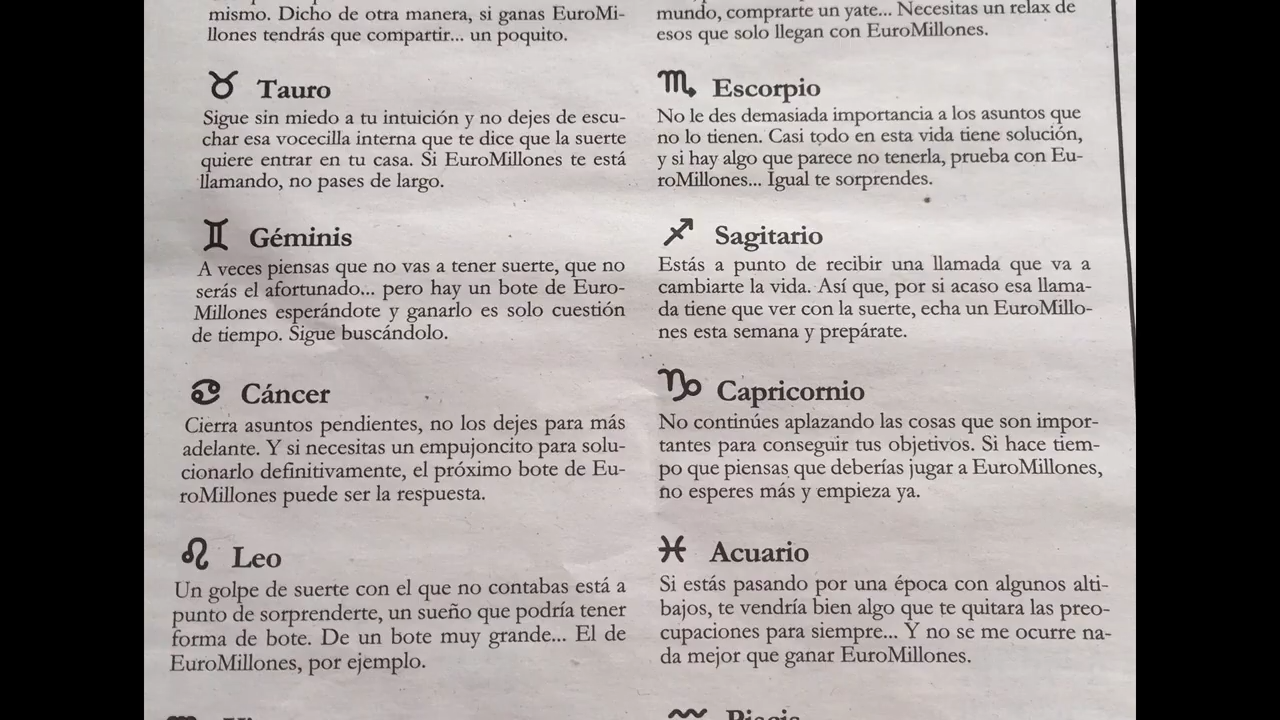 mismo. Dicho de otra manera, si ganas EuroMi-
llones tendrás que compartir... un poquito.
♉ Tauro
Sigue sin miedo a tu intuición y no dejes de escu-
char esa vocecilla interna que te dice que la suerte
quiere entrar en tu casa. Si EuroMillones te está
llamando, no pases de largo.
♊ Géminis
A veces piensas que no vas a tener suerte, que no
serás el afortunado... pero hay un bote de Euro-
Millones esperándote y ganarlo es solo cuestión
de tiempo. Sigue buscándolo.
♋ Cáncer
Cierra asuntos pendientes, no los dejes para más
adelante. Y si necesitas un empujoncito para solu-
cionarlo definitivamente, el próximo bote de Eu-
roMillones puede ser la respuesta.
♌ Leo
Un golpe de suerte con el que no contabas está a
punto de sorprenderte, un sueño que podría tener
forma de bote. De un bote muy grande... El de
EuroMillones, por ejemplo.
mundo, comprarte un yate... Necesitas un relax de
esos que solo llegan con EuroMillones.
♏ Escorpio
No le des demasiada importancia a los asuntos que
no lo tienen. Casi todo en esta vida tiene solución,
y si hay algo que parece no tenerla, prueba con Eu-
roMillones... Igual te sorprendes.
♐ Sagitario
Estás a punto de recibir una llamada que va a
cambiarte la vida. Así que, por si acaso esa llama-
da tiene que ver con la suerte, echa un EuroMillo-
nes esta semana y prepárate.
♑ Capricornio
No continúes aplazando las cosas que son impor-
tantes para conseguir tus objetivos. Si hace tiem-
po que piensas que deberías jugar a EuroMillones,
no esperes más y empieza ya.
♓ Acuario
Si estás pasando por una época con algunos alti-
bajos, te vendría bien algo que te quitara las preo-
cupaciones para siempre... Y no se me ocurre na-
da mejor que ganar EuroMillones.
♒ Piscis